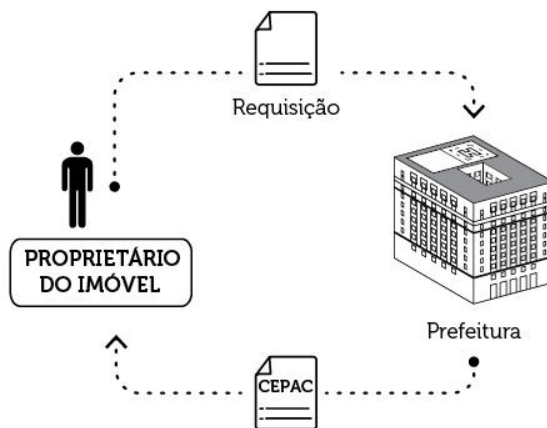 Requisição
PROPRIETÁRIO
DO IMÓVEL
Prefeitura
CEPAC